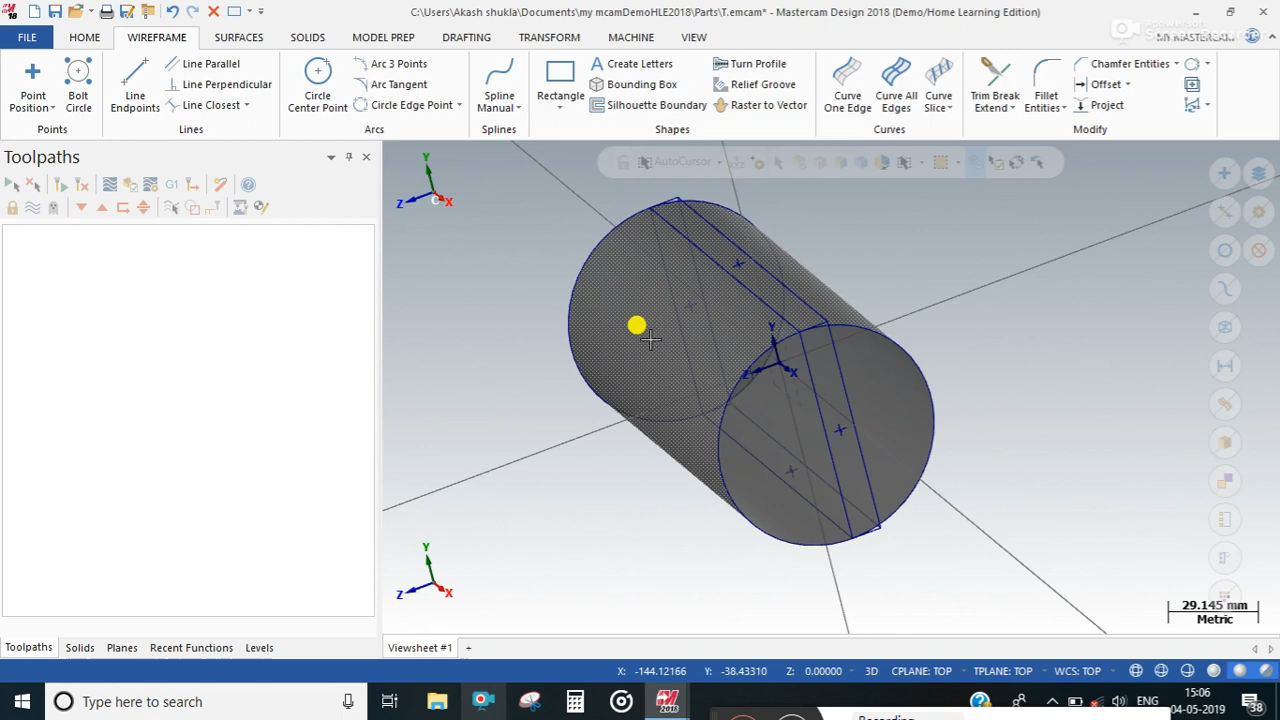 C:\Users\Akash shukla\Documents\my mcamDemoHLE2018\Parts\T.emcam* - Mastercam Design 2018 (Demo/Home Learning Edition)
FILE HOME WIREFRAME SURFACES SOLIDS MODEL PREP DRAFTING TRANSFORM MACHINE VIEW
Point Position
Bolt Circle
Points
Line Endpoints
Line Parallel
Line Perpendicular
Line Closest
Lines
Circle Center Point
Arc 3 Points
Arc Tangent
Circle Edge Point
Arcs
Spline Manual
Splines
Rectangle
Create Letters
Bounding Box
Silhouette Boundary
Turn Profile
Relief Groove
Raster to Vector
Shapes
Curve One Edge
Curve All Edges
Curve Slice
Curves
Trim Break Extend
Fillet Entities
Chamfer Entities
Offset
Project
Modify
Toolpaths
G1
AutoCursor
Y
Z
X
Y
Z
X
Y
Z
X
29.145 mm
Metric
Toolpaths Solids Planes Recent Functions Levels
Viewsheet #1 +
X: -144.12166 Y: -38.43310 Z: 0.00000 3D CPLANE: TOP TPLANE: TOP WCS: TOP
Type here to search
2018
ENG
15:06
04-05-2019
38